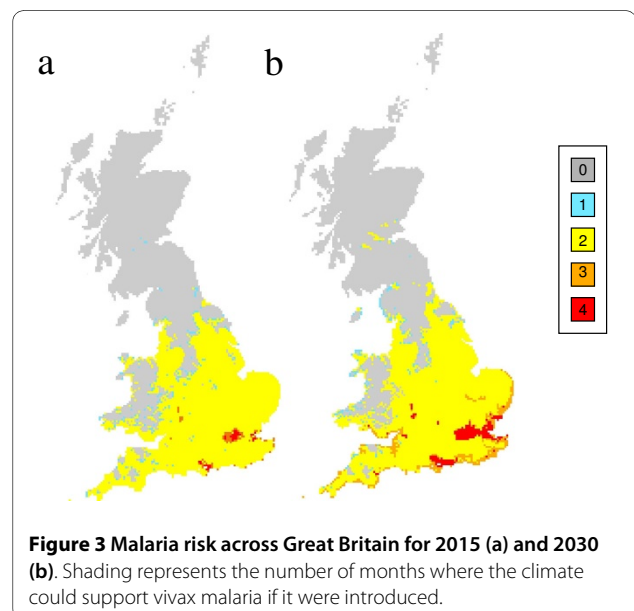 a b
0
1
2
3
4
Figure 3 Malaria risk across Great Britain for 2015 (a) and 2030
(b). Shading represents the number of months where the climate
could support vivax malaria if it were introduced.